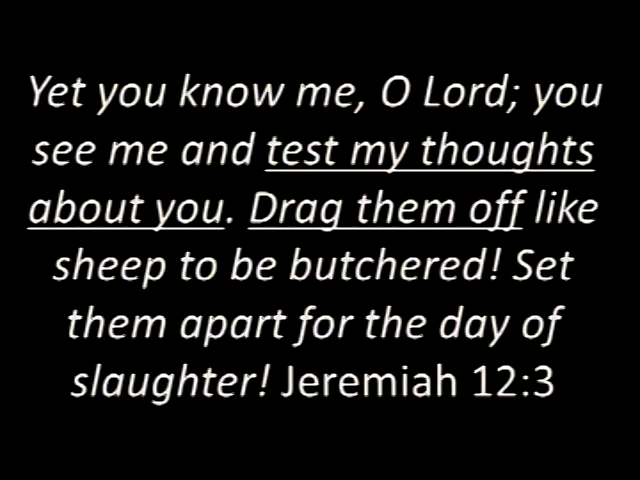 Yet you know me, O Lord; you
see me and test my thoughts
about you. Drag them off like
sheep to be butchered! Set
them apart for the day of
slaughter! Jeremiah 12:3